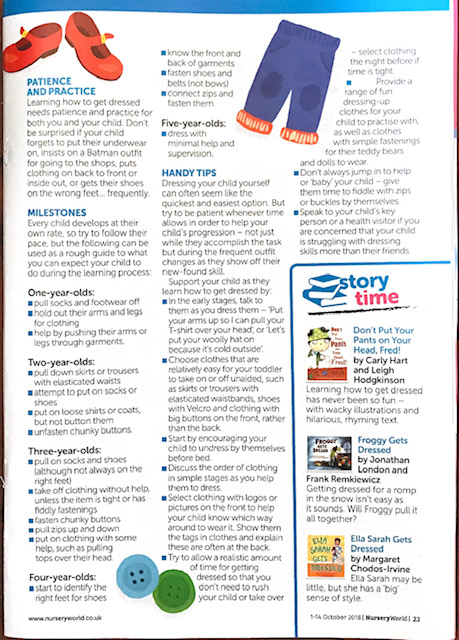 PATIENCE
AND PRACTICE
Learning how to get dressed
needs patience and practice for
both you and your child. Don't
be surprised if your child
forgets to put their underwear
on, insists on a Batman outfit
for going to the shops, puts
clothing on back to front or
inside out, or gets their shoes
on the wrong feet... frequently.
MILESTONES
Every child develops at their
own rate, so try to follow their
pace, but the following can be
used as a rough guide to what
you can expect your child to
do during the learning process:
One-year-olds:
■ pull socks and footwear off
■ hold out their arms and legs
for clothing
■ help by pushing their arms or
legs through garments.
Two-year-olds:
■ pull down skirts or trousers
with elasticated waists
■ attempt to put on socks or
shoes
■ put on loose shirts or coats,
but not button them
■ unfasten chunky buttons.
Three-year-olds:
■ pull on socks and shoes
(although not always on the
right feet)
■ take off clothing without help,
unless the item is tight or has
fiddly fastenings
■ fasten chunky buttons
■ pull zips up and down
■ put on clothing with some
help, such as pulling
tops over their head.
Four-year-olds:
■ start to identify the
right feet for shoes
■ know the front and
back of garments
■ fasten shoes and
belts (not bows)
■ connect zips and
fasten them.
Five-year-olds:
■ dress with
minimal help and
supervision.
HANDY TIPS
Dressing your child yourself
can often seem like the
quickest and easiest option. But
try to be patient whenever time
allows in order to help your
child's progression – not just
while they accomplish the task
but during the frequent outfit
changes as they show off their
new-found skill.
Support your child as they
learn how to get dressed by:
■ In the early stages, talk to
them as you dress them – 'Put
your arms up so I can pull your
T-shirt over your head', or 'Let's
put your woolly hat on
because it's cold outside'.
■ Choose clothes that are
relatively easy for your toddler
to take on or off unaided, such
as skirts or trousers with
elasticated waistbands, shoes
with Velcro and clothing with
big buttons on the front, rather
than the back.
■ Start by encouraging your
child to undress by themselves
before bed.
■ Discuss the order of clothing
in simple stages as you help
them to dress.
■ Select clothing with logos or
pictures on the front to help
your child know which way
around to wear it. Show them
the tags in clothes and explain
these are often at the back.
■ Try to allow a realistic amount
of time for getting
dressed so that you
don't need to rush
your child or take over
– select clothing
the night before if
time is tight.
■ Provide a
range of fun
dressing-up
clothes for your
child to practise with,
as well as clothes
with simple fastenings
for their teddy bears
and dolls to wear.
■ Don't always jump in to help
or 'baby' your child – give
them time to fiddle with zips
or buckles by themselves.
■ Speak to your child's key
person or a health visitor if you
are concerned that your child
is struggling with dressing
skills more than their friends.
story
time
Don't Put
Your
Pants
on Your
Head,
Fred!
Don't Put Your
Pants on Your
Head, Fred!
by Carly Hart
and Leigh
Hodgkinson
Learning how to get dressed
has never been so fun –
with wacky illustrations and
hilarious, rhyming text.
FROGGY
GETS
DRESSED
Froggy Gets
Dressed
by Jonathan
London and
Frank Remkiewicz
Getting dressed for a romp
in the snow isn't easy as
it sounds. Will Froggy pull it
all together?
ELLA
SARAH
GETS
DRESSED
Ella Sarah Gets
Dressed
by Margaret
Chodos-Irvine
Ella Sarah may be
little, but she has a 'big'
sense of style.
www.nurseryworld.co.uk
1-14 October 2018 | NurseryWorld | 23